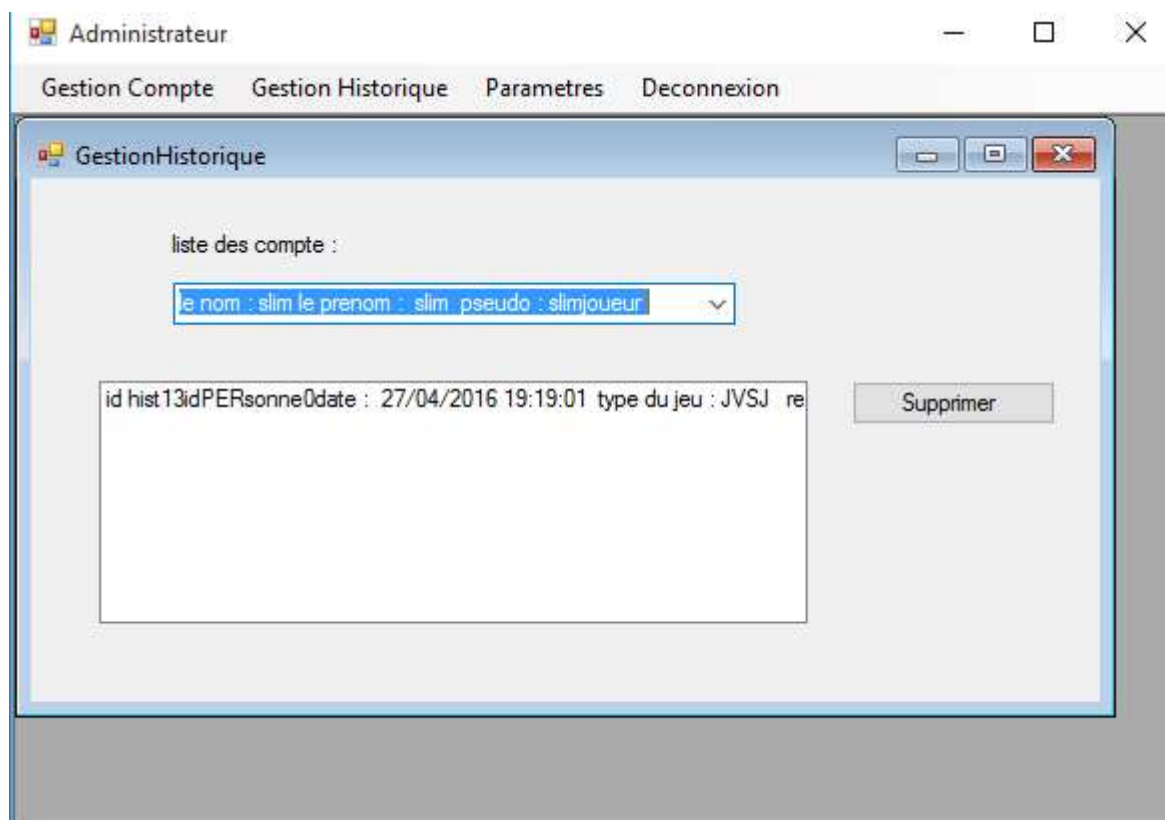 Administrateur
Gestion Compte Gestion Historique Parametres Deconnexion
GestionHistorique
liste des compte :
le nom : slim le prenom : slim pseudo : slimjoueur
id hist13idPERsonne0date : 27/04/2016 19:19:01 type du jeu : JVSJ re
Supprimer